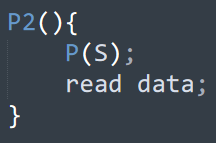 P2(){
    P(S);
    read data;
}